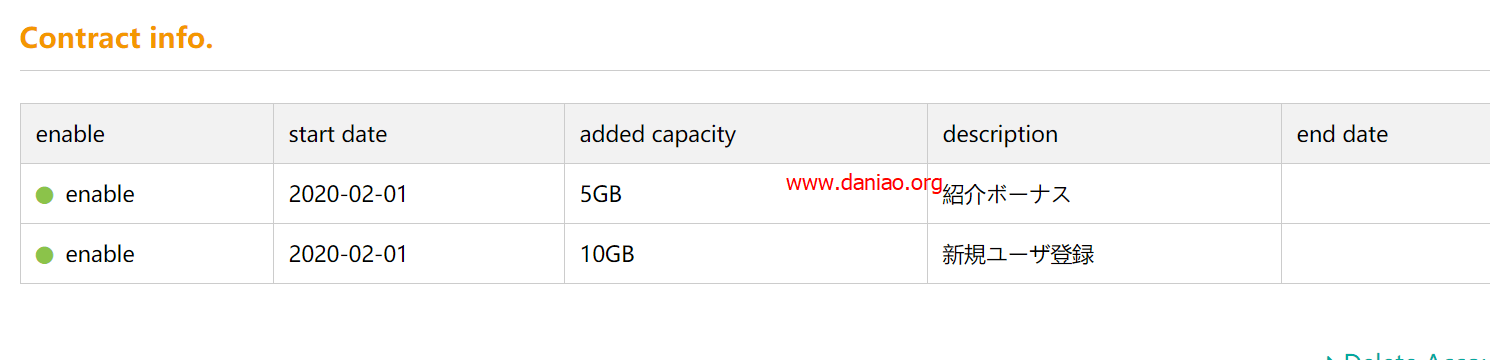 Contract info.
enable start date added capacity description end date
enable 2020-02-01 5GB www.daniao.org 紹介ボーナス
enable 2020-02-01 10GB 新規ユーザ登録
Delete